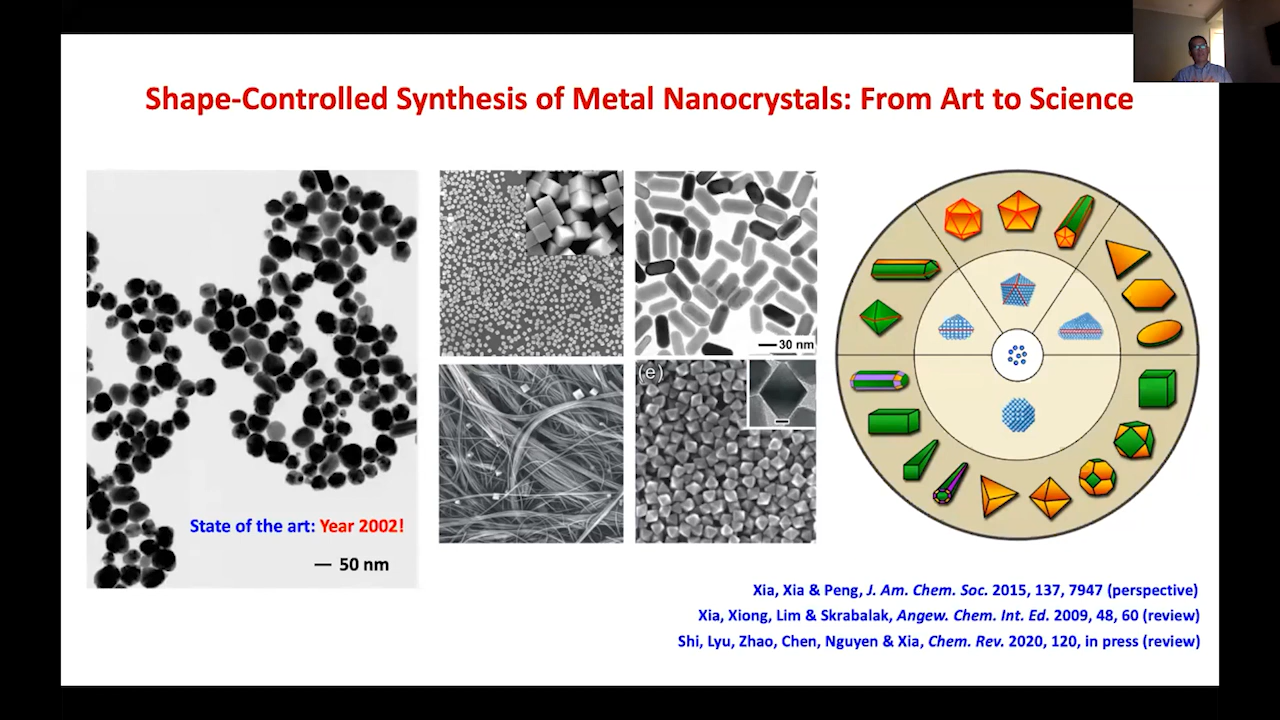 Shape-Controlled Synthesis of Metal Nanocrystals: From Art to Science
State of the art: Year 2002!
50 nm
30 nm
(e)
Xia, Xia & Peng, J. Am. Chem. Soc. 2015, 137, 7947 (perspective)
Xia, Xiong, Lim & Skrabalak, Angew. Chem. Int. Ed. 2009, 48, 60 (review)
Shi, Lyu, Zhao, Chen, Nguyen & Xia, Chem. Rev. 2020, 120, in press (review)